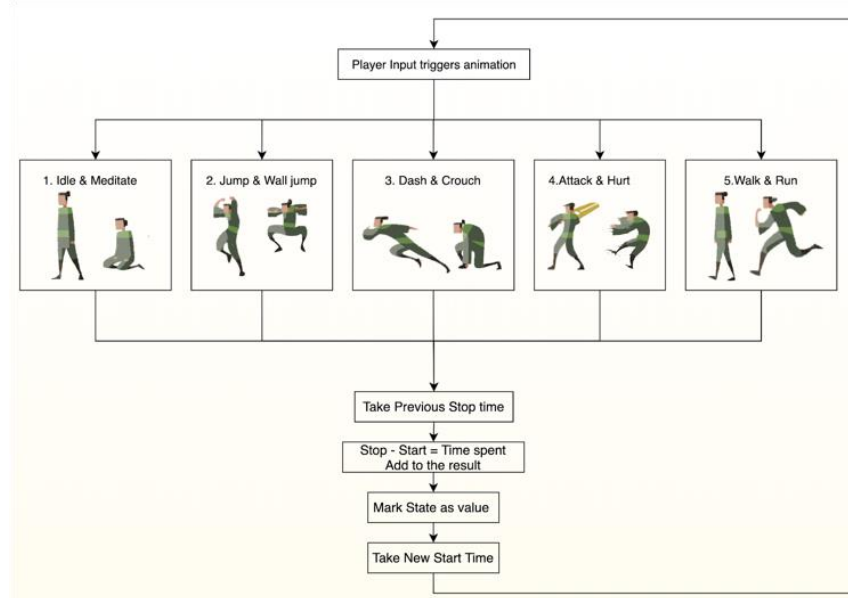 Player Input triggers animation
1. Idle & Meditate
2. Jump & Wall jump
3. Dash & Crouch
4.Attack & Hurt
5.Walk & Run
Take Previous Stop time
Stop - Start = Time spent
Add to the result
Mark State as value
Take New Start Time